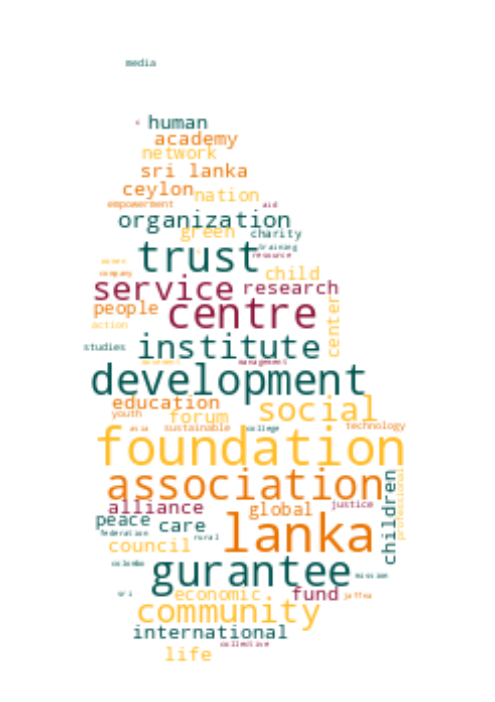 media
human
academy
network
sri lanka
ceylon nation
empowerment aid
organization
green charity
training
trust resource
women
company child
service research
people centre
action center
studies institute
management
development
education social
youth forum
asia sustainable college technology
foundation
association
alliance global justice
peace care children
federation rural lanka professional
council
colombo gurantee mission
sri economic. fund jaffna
community
international
collective
life